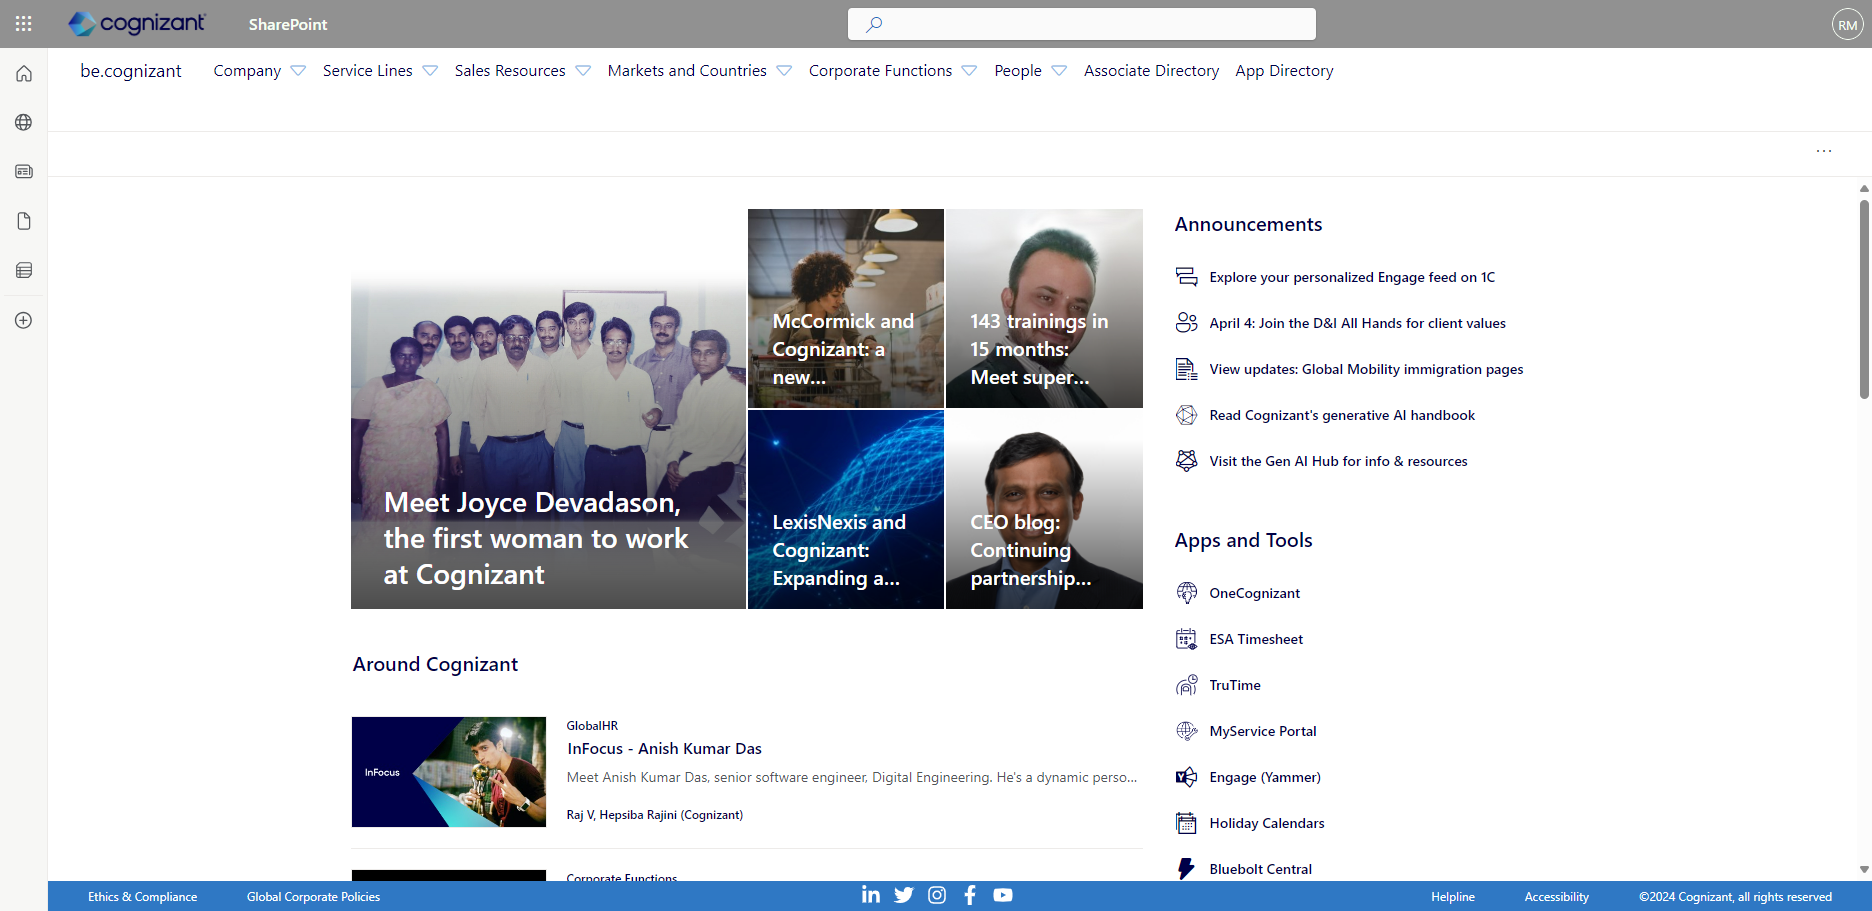 cognizant
SharePoint
RM
be.cognizant
Company
Service Lines
Sales Resources
Markets and Countries
Corporate Functions
People
Associate Directory
App Directory
Meet Joyce Devadason,
the first woman to work
at Cognizant
McCormick and
Cognizant: a
new...
143 trainings in
15 months:
Meet super...
LexisNexis and
Cognizant:
Expanding a...
CEO blog:
Continuing
partnership...
Announcements
Explore your personalized Engage feed on 1C
April 4: Join the D&I All Hands for client values
View updates: Global Mobility immigration pages
Read Cognizant's generative AI handbook
Visit the Gen AI Hub for info & resources
Apps and Tools
OneCognizant
ESA Timesheet
TruTime
MyService Portal
Engage (Yammer)
Holiday Calendars
Bluebolt Central
Around Cognizant
InFocus
GlobalHR
InFocus - Anish Kumar Das
Meet Anish Kumar Das, senior software engineer, Digital Engineering. He's a dynamic perso...
Raj V, Hepsiba Rajini (Cognizant)
Corporate Functions
Ethics & Compliance
Global Corporate Policies
Helpline
Accessibility
©2024 Cognizant, all rights reserved